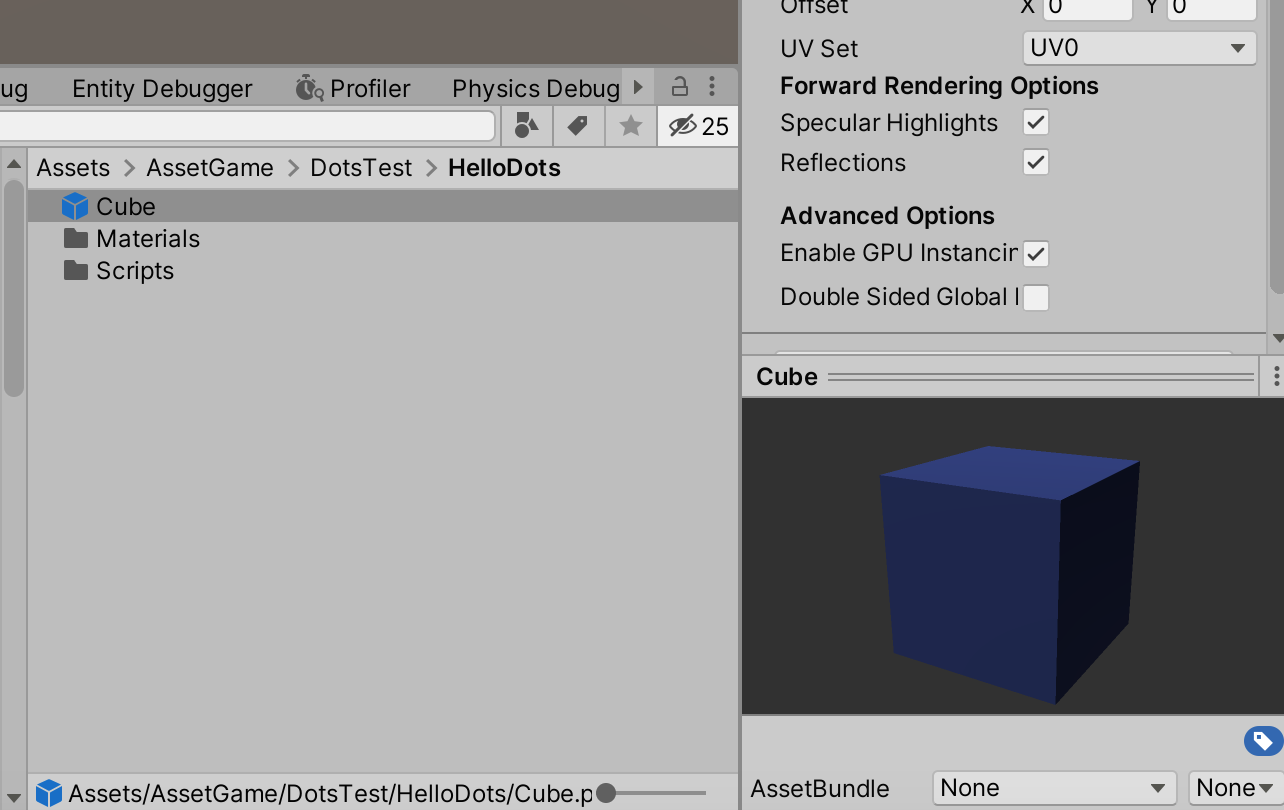 ug Entity Debugger Profiler Physics Debug
25
Assets > AssetGame > DotsTest > HelloDots
Cube
Materials
Scripts
Assets/AssetGame/DotsTest/HelloDots/Cube.p
Offset X 0 Y 0
UV Set UV0
Forward Rendering Options
Specular Highlights
Reflections
Advanced Options
Enable GPU Instancin
Double Sided Global I
Cube
AssetBundle None None